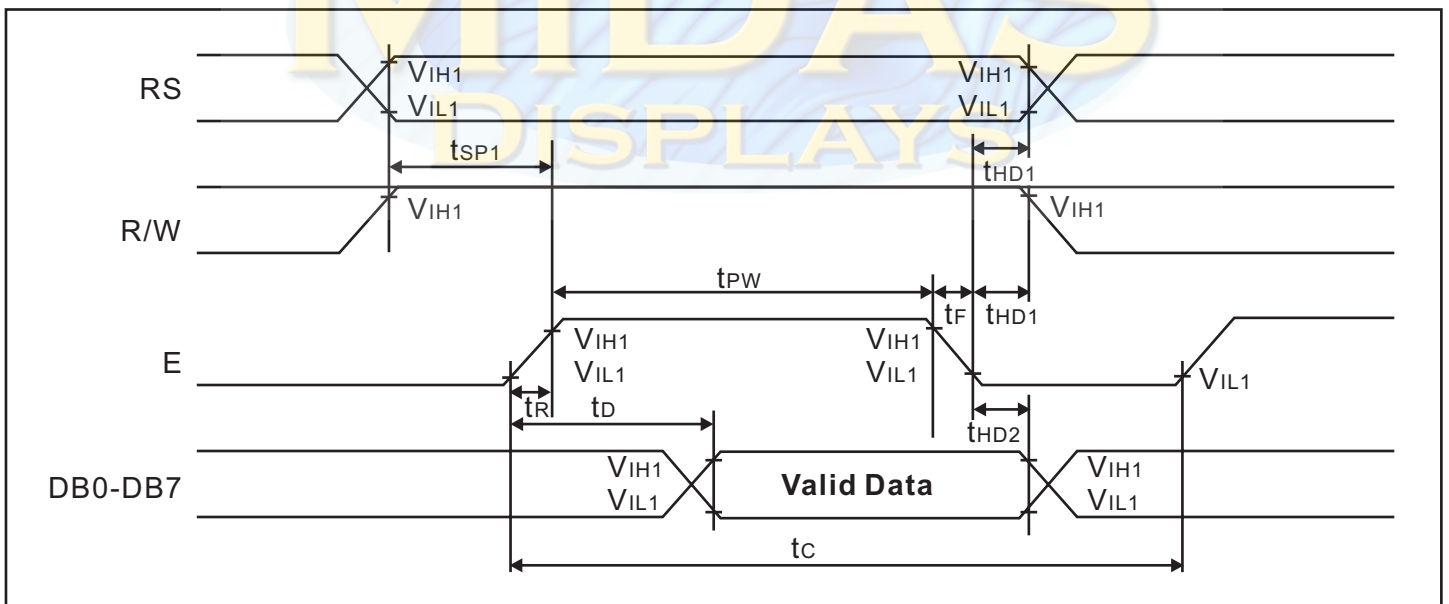 MIDAS
DISPLAYS
RS
VIH1
VIL1
VIH1
VIL1
tSP1
tHD1
R/W
VIH1
VIH1
tPW
tF
tHD1
E
VIH1
VIL1
VIH1
VIL1
VIL1
tR
tD
tHD2
DB0-DB7
VIH1
VIL1
Valid Data
VIH1
VIL1
tC